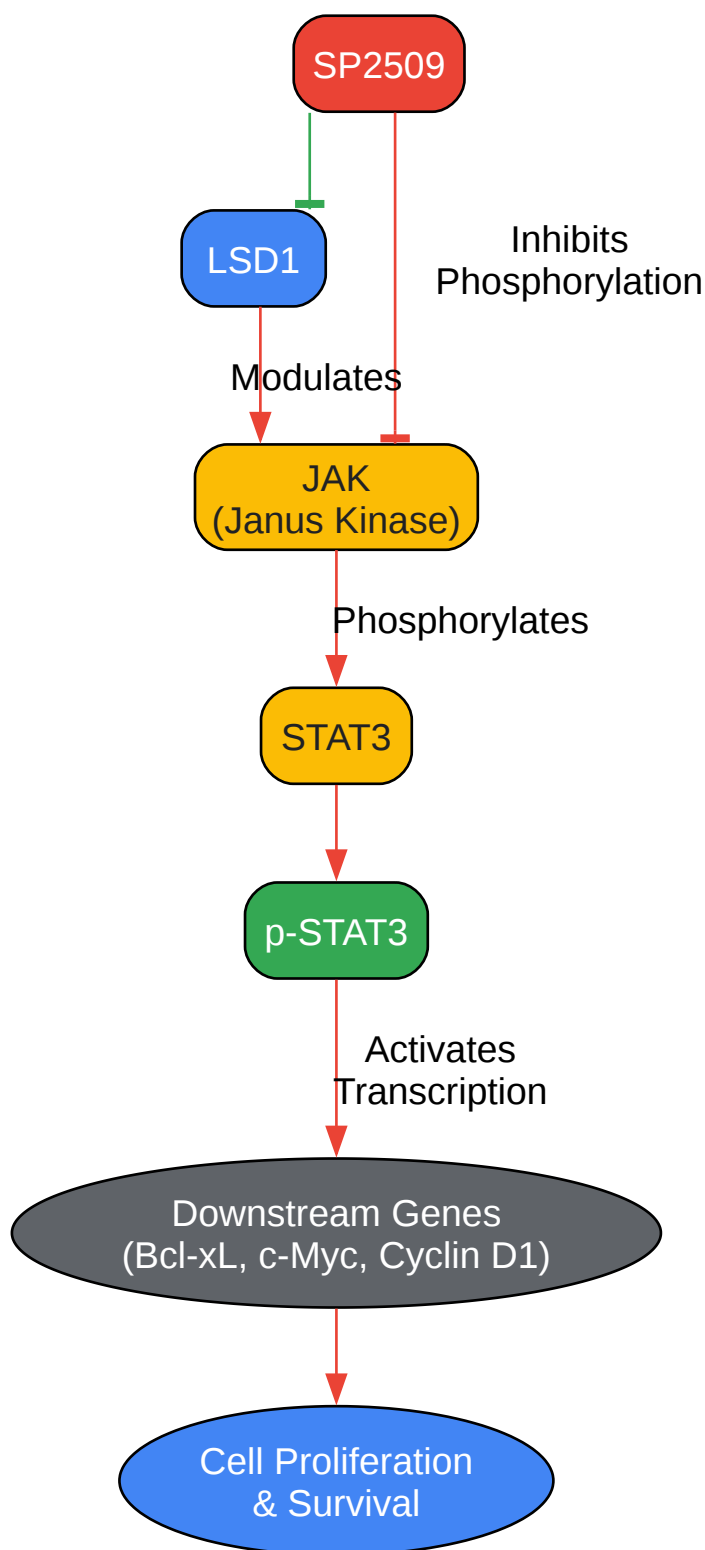 SP2509
Inhibits
Phosphorylation
LSD1
Modulates
JAK
(Janus Kinase)
Phosphorylates
STAT3
p-STAT3
Activates
Transcription
Downstream Genes
(Bcl-xL, c-Myc, Cyclin D1)
Cell Proliferation
& Survival